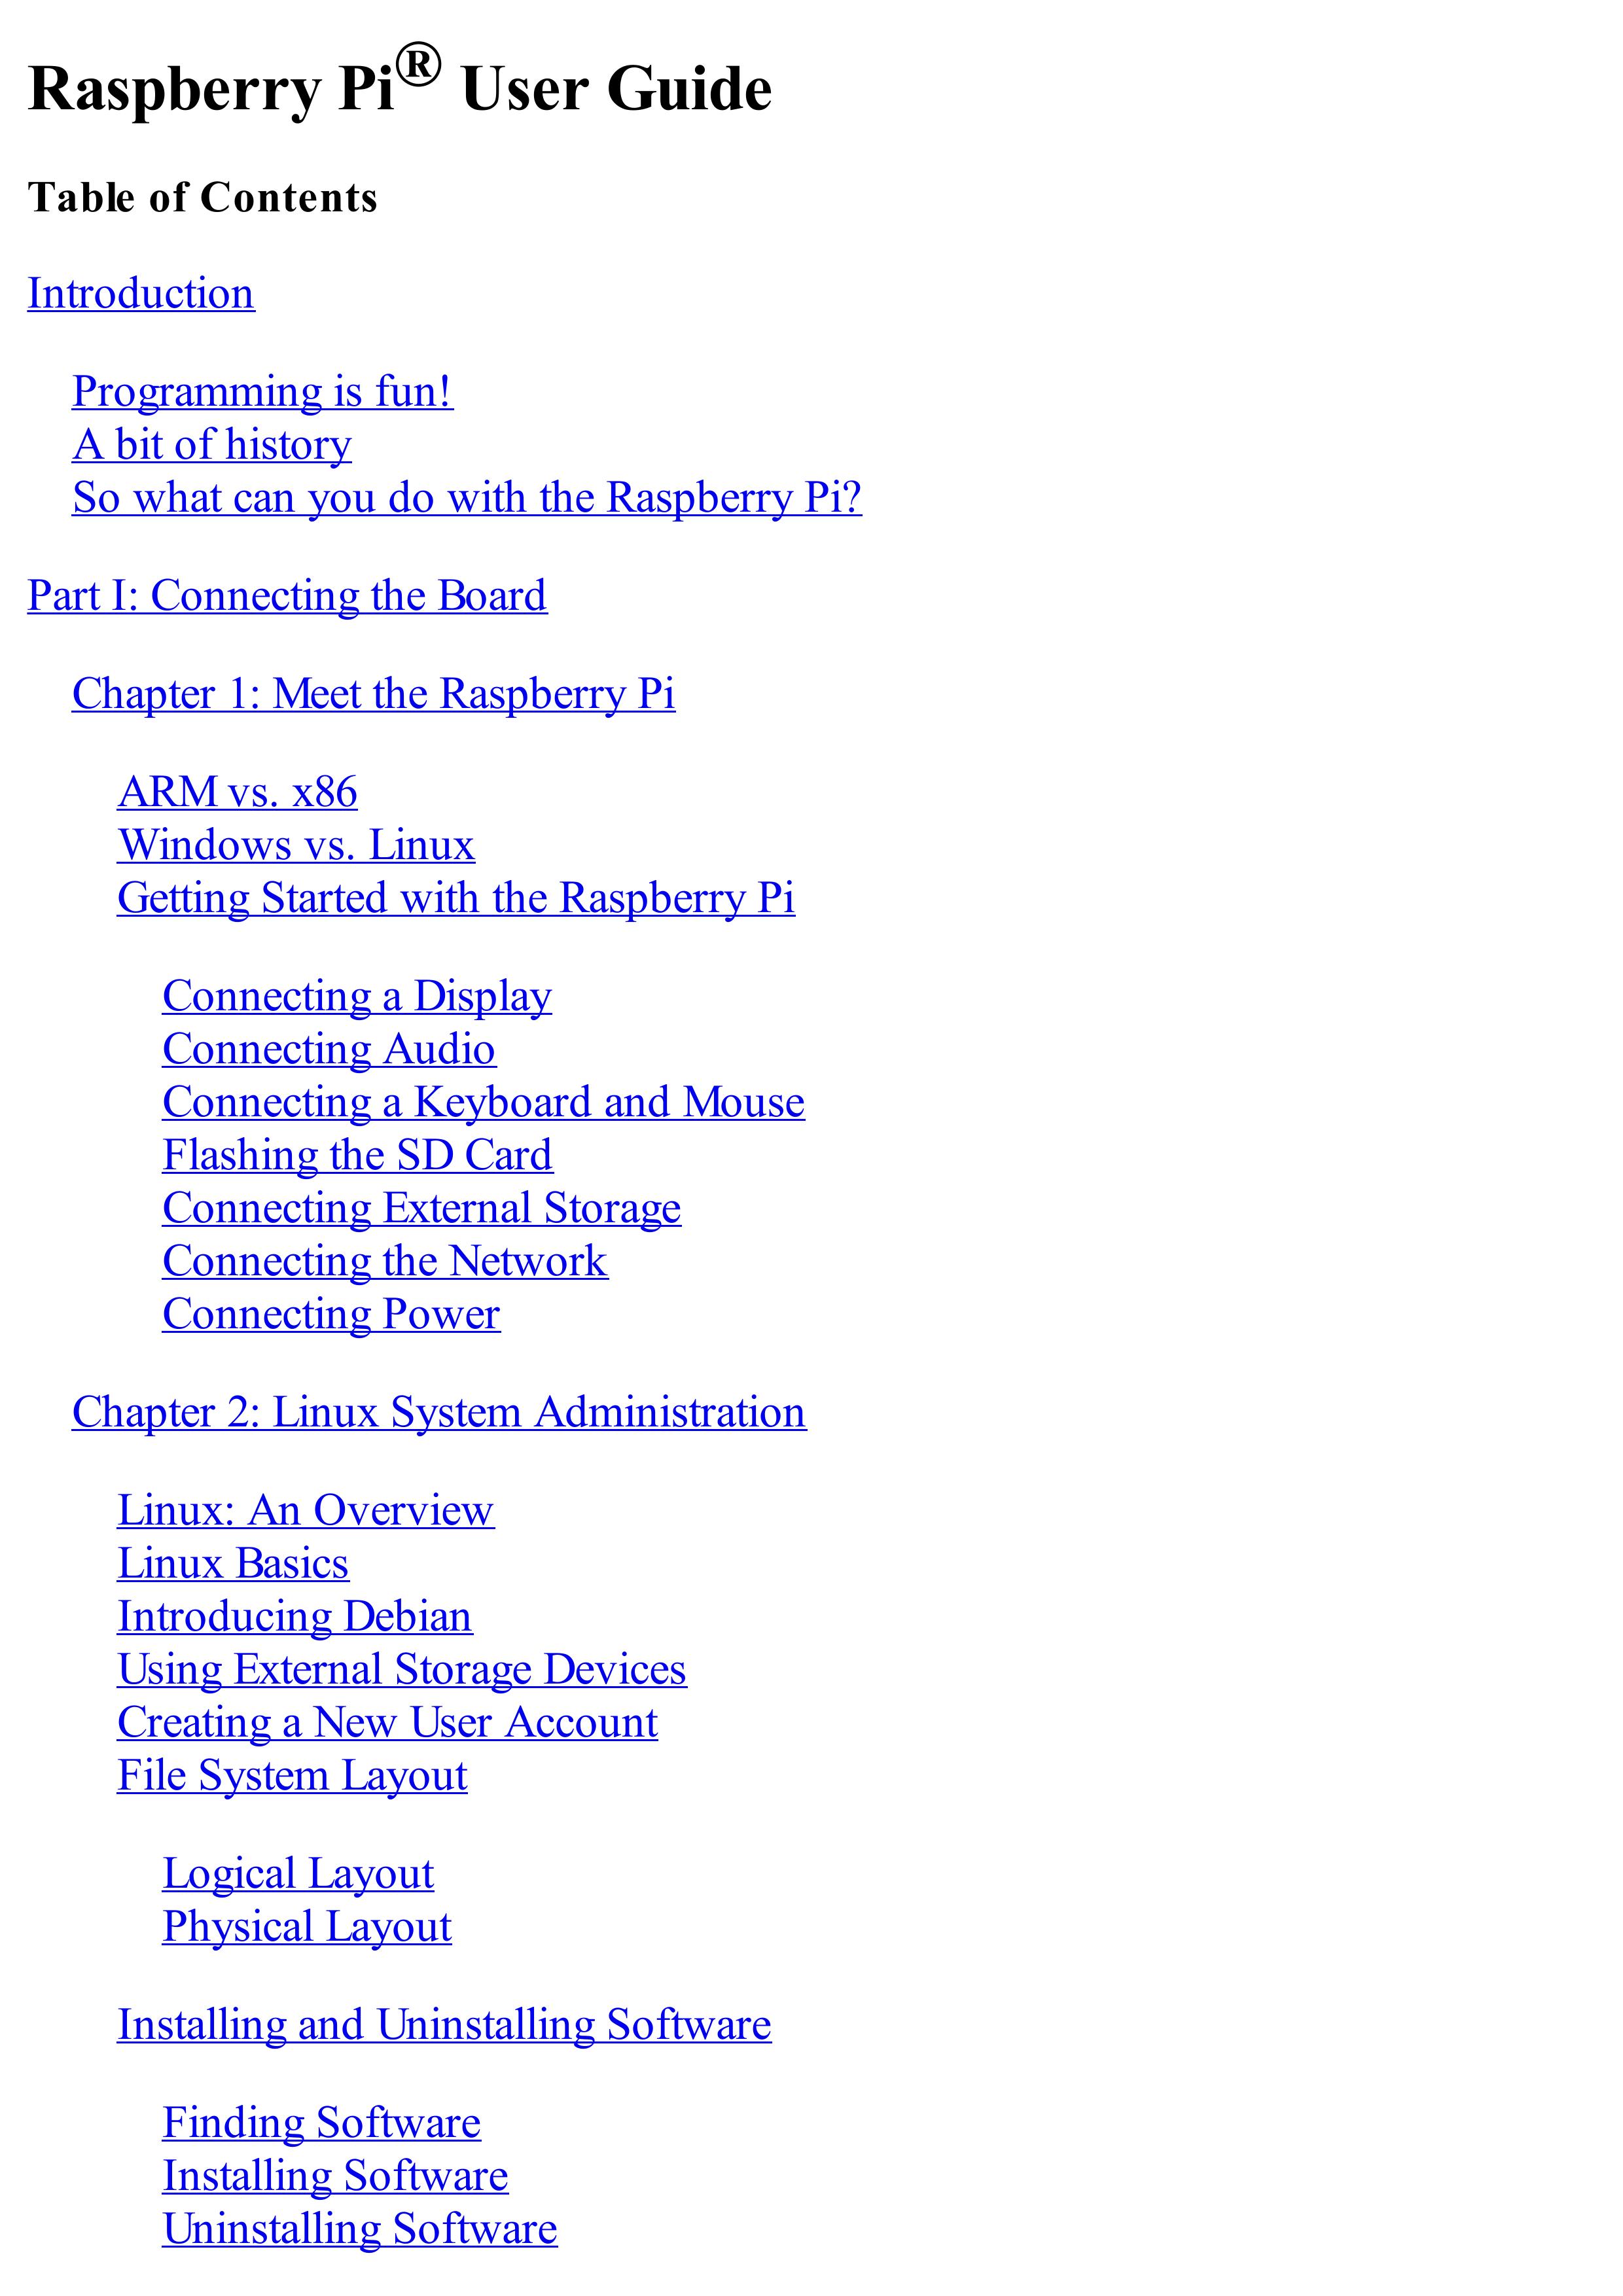 Raspberry Pi® User Guide
Table of Contents
Introduction
Programming is fun!
A bit of history
So what can you do with the Raspberry Pi?
Part I: Connecting the Board
Chapter 1: Meet the Raspberry Pi
ARM vs. x86
Windows vs. Linux
Getting Started with the Raspberry Pi
Connecting a Display
Connecting Audio
Connecting a Keyboard and Mouse
Flashing the SD Card
Connecting External Storage
Connecting the Network
Connecting Power
Chapter 2: Linux System Administration
Linux: An Overview
Linux Basics
Introducing Debian
Using External Storage Devices
Creating a New User Account
File System Layout
Logical Layout
Physical Layout
Installing and Uninstalling Software
Finding Software
Installing Software
Uninstalling Software